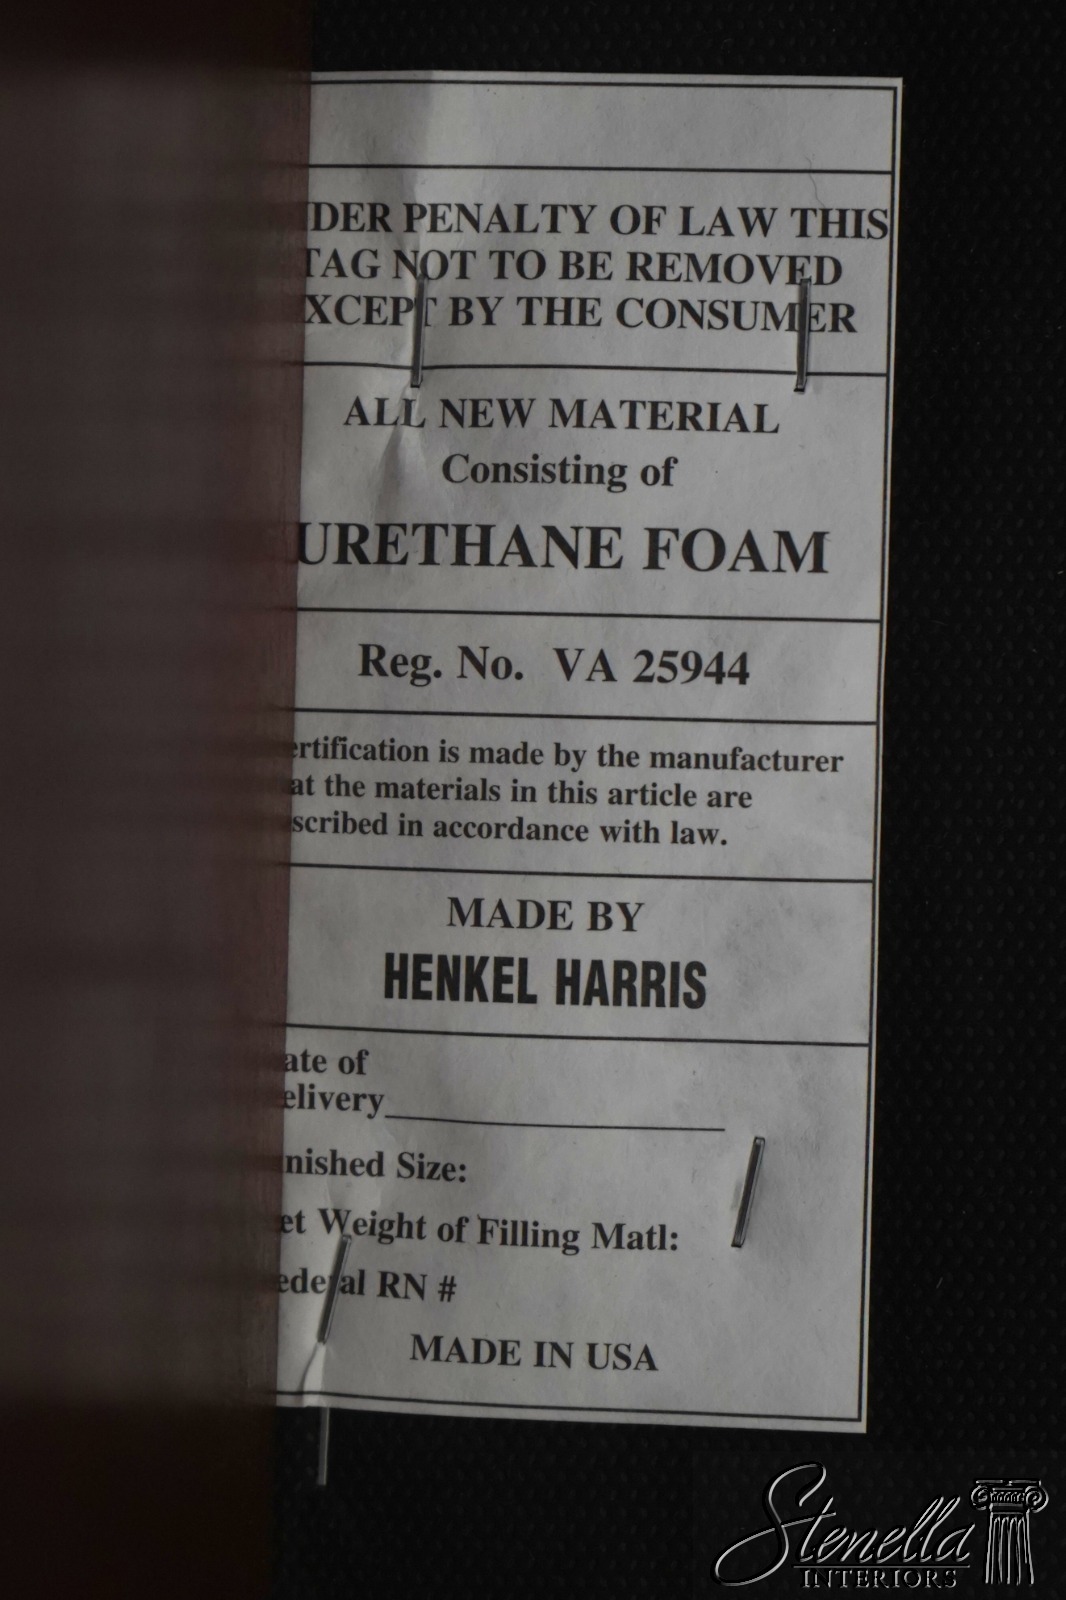 DER PENALTY OF LAW THIS
TAG NOT TO BE REMOVED
XCEPT BY THE CONSUMER
ALL NEW MATERIAL
Consisting of
URETHANE FOAM
Reg. No. VA 25944
ertification is made by the manufacturer
at the materials in this article are
scribed in accordance with law.
MADE BY
HENKEL HARRIS
ate of
elivery
nished Size:
et Weight of Filling Matl:
ederal RN #
MADE IN USA
Stenella
INTERIORS